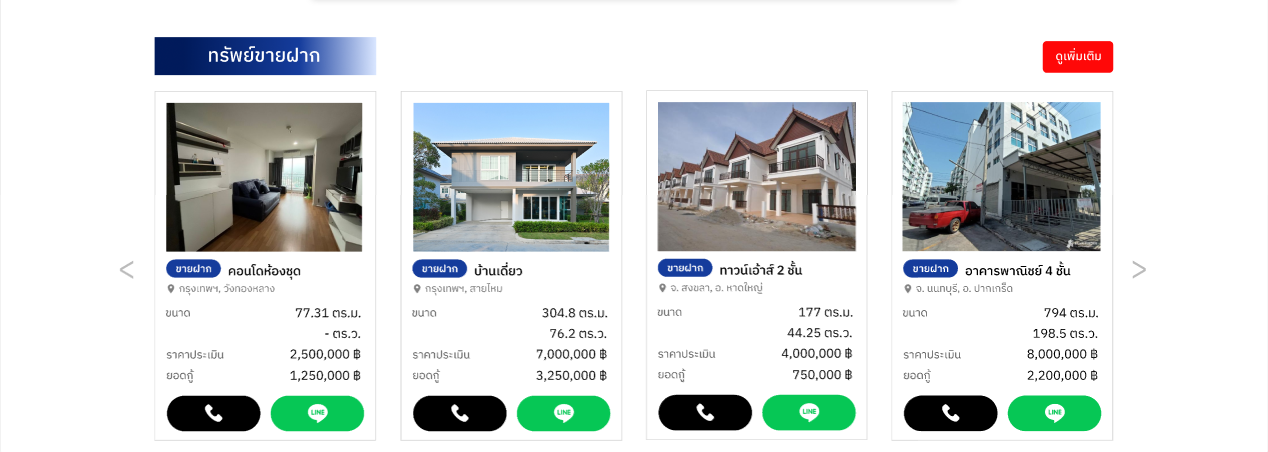 ทรัพย์ขายฝาก
ดูเพิ่มเติม
<
ขายฝาก คอนโดห้องชุด
กรุงเทพฯ, วังทองหลาง
ขนาด 77.31 ตร.ม.
- ตร.ว.
ราคาประเมิน 2,500,000 ฿
ยอดกู้ 1,250,000 ฿
LINE
ขายฝาก บ้านเดี่ยว
กรุงเทพฯ, สายไหม
ขนาด 304.8 ตร.ม.
76.2 ตร.ว.
ราคาประเมิน 7,000,000 ฿
ยอดกู้ 3,250,000 ฿
LINE
ขายฝาก ทาวน์เฮ้าส์ 2 ชั้น
จ. สงขลา, อ. หาดใหญ่
ขนาด 177 ตร.ม.
44.25 ตร.ว.
ราคาประเมิน 4,000,000 ฿
ยอดกู้ 750,000 ฿
LINE
ขายฝาก อาคารพาณิชย์ 4 ชั้น
จ. นนทบุรี, อ. ปากเกร็ด
ขนาด 794 ตร.ม.
198.5 ตร.ว.
ราคาประเมิน 8,000,000 ฿
ยอดกู้ 2,200,000 ฿
LINE
>